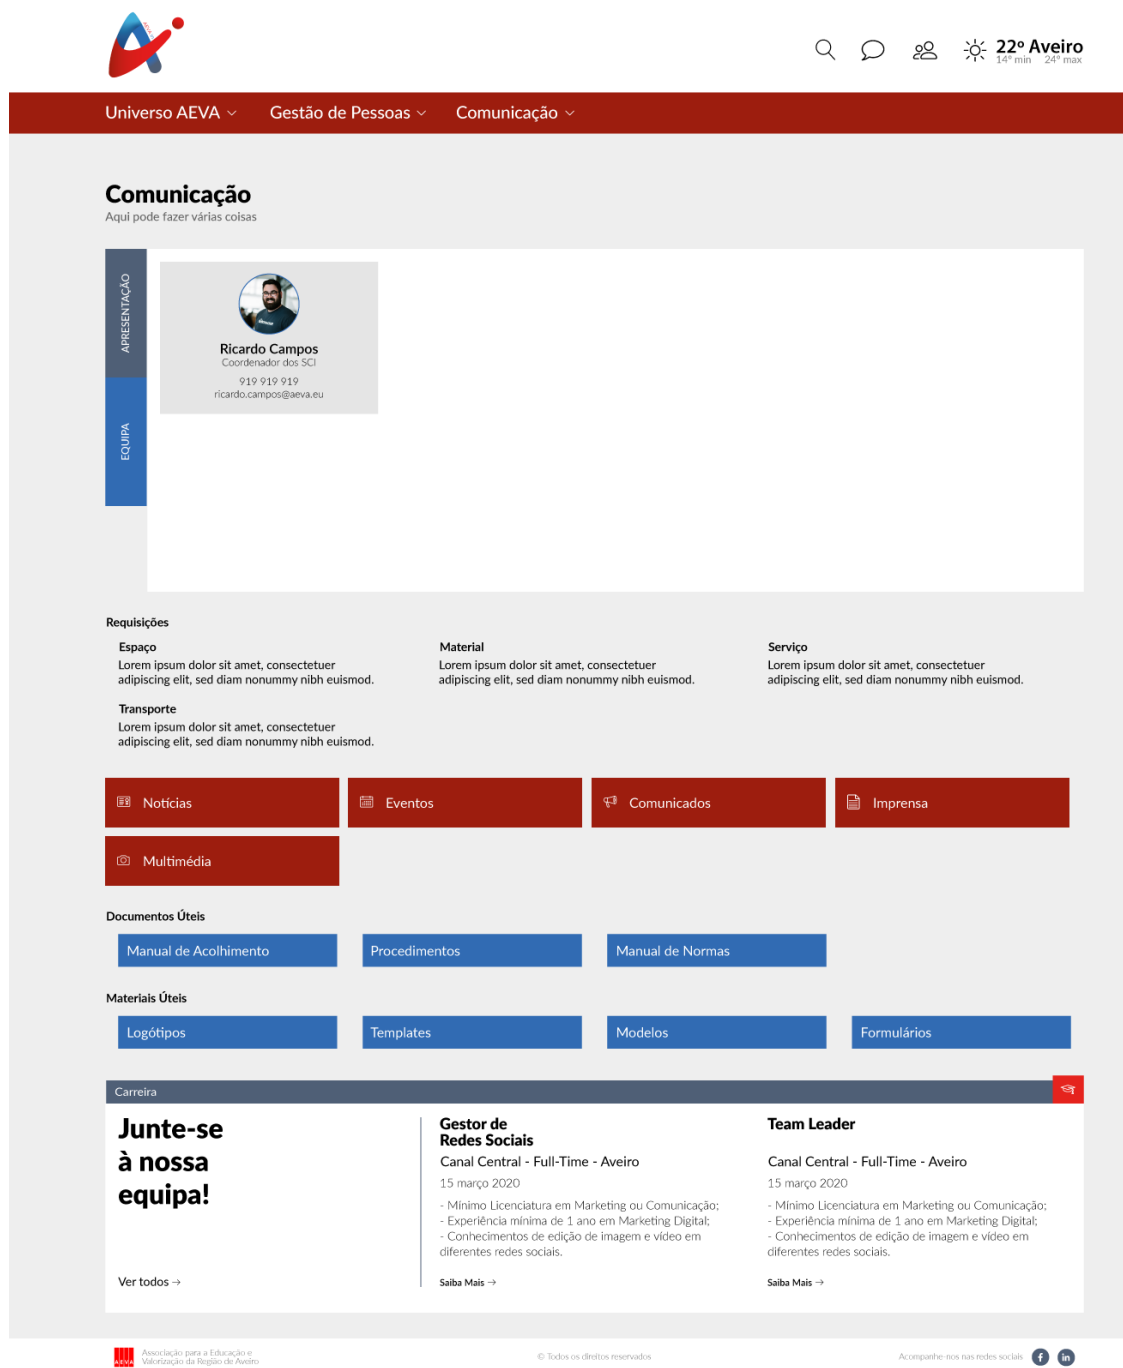 22º Aveiro
14º min 24º max
Universo AEVA
Gestão de Pessoas
Comunicação
Comunicação
Aqui pode fazer várias coisas
APRESENTAÇÃO
EQUIPA
Ricardo Campos
Coordenador dos SCI
919 919 919
ricardo.campos@aeva.eu
Requisições
Espaço
Lorem ipsum dolor sit amet, consectetuer
adipiscing elit, sed diam nonummy nibh euismod.
Material
Lorem ipsum dolor sit amet, consectetuer
adipiscing elit, sed diam nonummy nibh euismod.
Serviço
Lorem ipsum dolor sit amet, consectetuer
adipiscing elit, sed diam nonummy nibh euismod.
Transporte
Lorem ipsum dolor sit amet, consectetuer
adipiscing elit, sed diam nonummy nibh euismod.
Notícias
Eventos
Comunicados
Imprensa
Multimédia
Documentos Úteis
Manual de Acolhimento
Procedimentos
Manual de Normas
Materiais Úteis
Logótipos
Templates
Modelos
Formulários
Carreira
Junte-se
à nossa
equipa!
Ver todos →
Gestor de
Redes Sociais
Canal Central - Full-Time - Aveiro
15 março 2020
- Mínimo Licenciatura em Marketing ou Comunicação;
- Experiência mínima de 1 ano em Marketing Digital;
- Conhecimentos de edição de imagem e vídeo em
diferentes redes sociais.
Saiba Mais →
Team Leader
Canal Central - Full-Time - Aveiro
15 março 2020
- Mínimo Licenciatura em Marketing ou Comunicação;
- Experiência mínima de 1 ano em Marketing Digital;
- Conhecimentos de edição de imagem e vídeo em
diferentes redes sociais.
Saiba Mais →
AEVA
Associação para a Educação e
Valorização da Região de Aveiro
© Todos os direitos reservados
Acompanhe-nos nas redes sociais